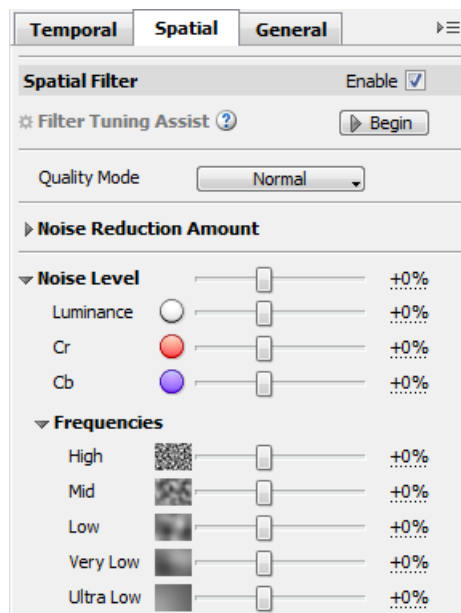 Temporal Spatial General
Spatial Filter Enable
Filter Tuning Assist ? Begin
Quality Mode Normal
Noise Reduction Amount
Noise Level +0%
Luminance +0%
Cr +0%
Cb +0%
Frequencies
High +0%
Mid +0%
Low +0%
Very Low +0%
Ultra Low +0%